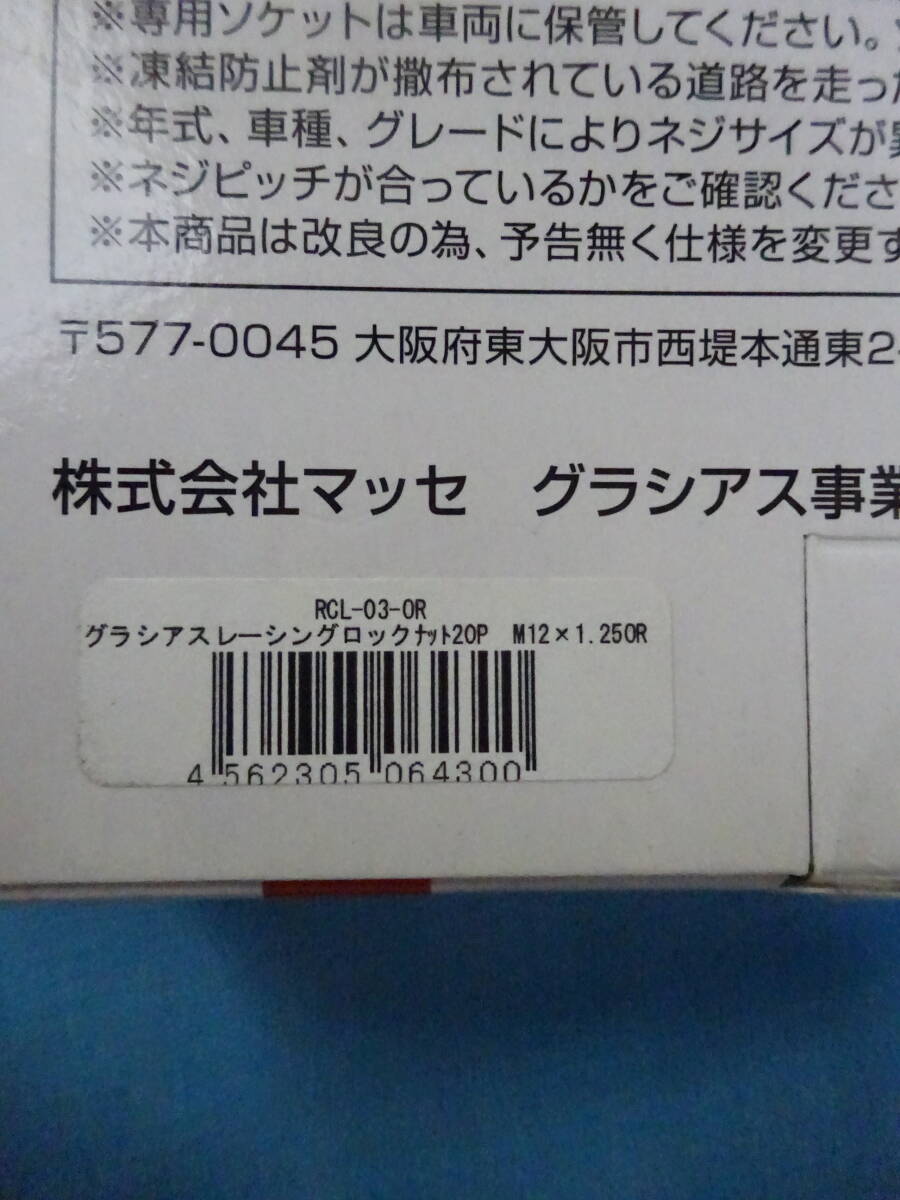 ※専用ソケットは車両に保管してください。
※凍結防止剤が撒布されている道路を走っ
※年式、車種、グレードによりネジサイズが異
※ネジピッチが合っているかをご確認くださ
※本商品は改良の為、予告無く仕様を変更す
〒577-0045 大阪府東大阪市西堤本通東2-
株式会社マッセ　グラシアス事業
RCL-03-OR
グラシアスレーシングロックナット20P　M12×1.25OR
4 562305 064300